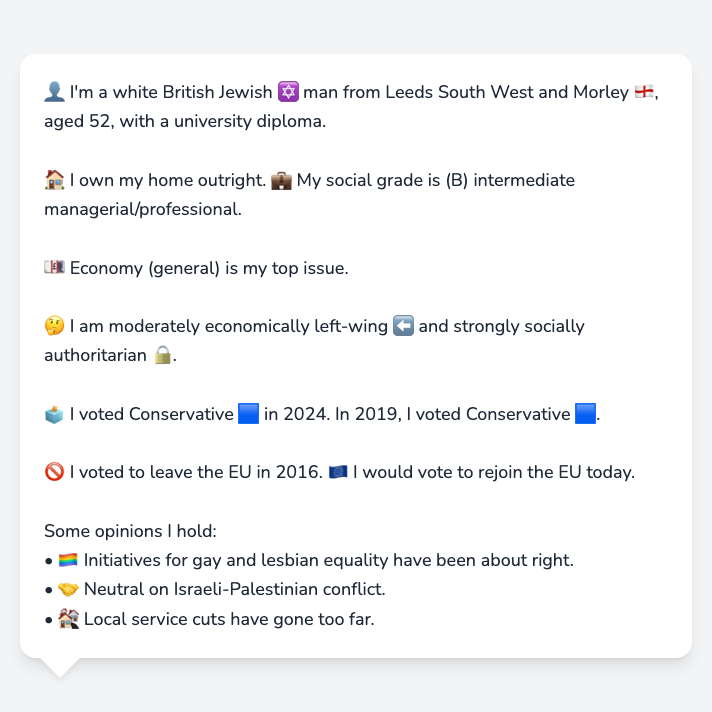 👤 I'm a white British Jewish ✡️ man from Leeds South West and Morley 🏴󠁧󠁢󠁥󠁮󠁧󠁿,
aged 52, with a university diploma.
🏠 I own my home outright. 💼 My social grade is (B) intermediate
managerial/professional.
💷 Economy (general) is my top issue.
🤔 I am moderately economically left-wing ⬅️ and strongly socially
authoritarian 🔒.
🗳️ I voted Conservative 🟦 in 2024. In 2019, I voted Conservative 🟦.
🚫 I voted to leave the EU in 2016. 🇪🇺 I would vote to rejoin the EU today.
Some opinions I hold:
• 🏳️‍🌈 Initiatives for gay and lesbian equality have been about right.
• 🤝 Neutral on Israeli-Palestinian conflict.
• 🏚️ Local service cuts have gone too far.